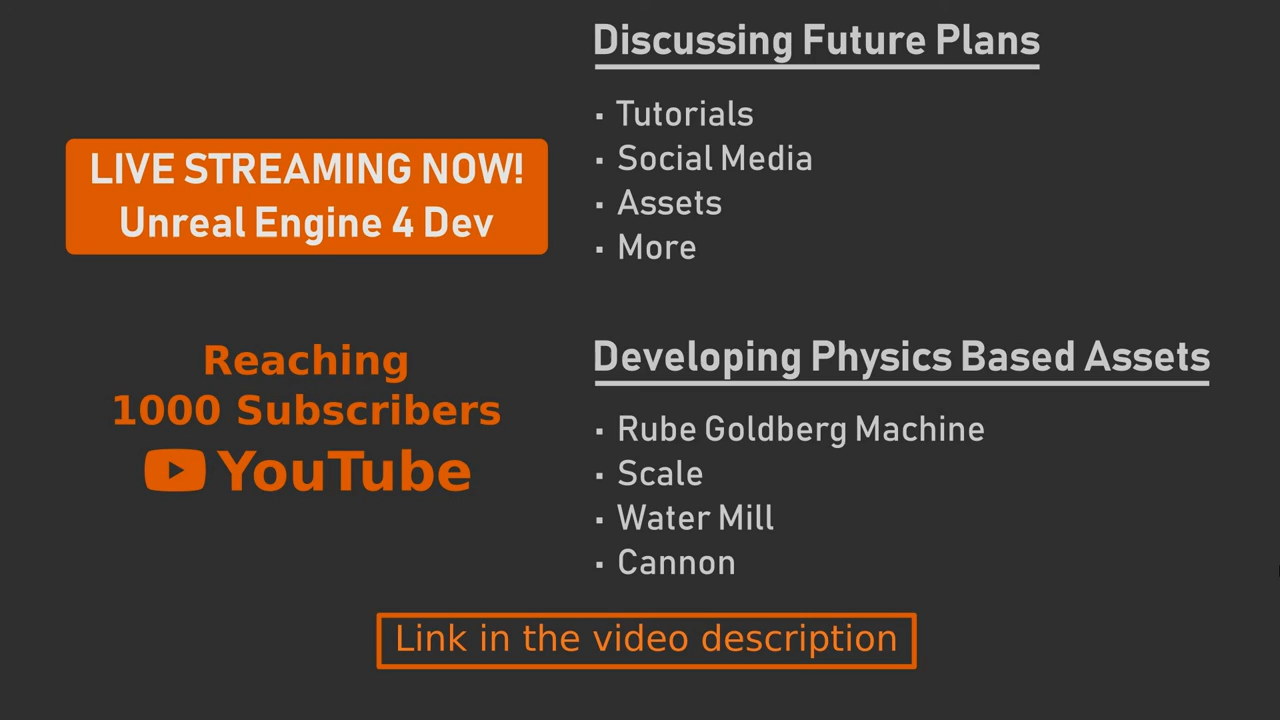 LIVE STREAMING NOW!
Unreal Engine 4 Dev
Reaching
1000 Subscribers
YouTube
Discussing Future Plans
▪ Tutorials
▪ Social Media
▪ Assets
▪ More
Developing Physics Based Assets
▪ Rube Goldberg Machine
▪ Scale
▪ Water Mill
▪ Cannon
Link in the video description